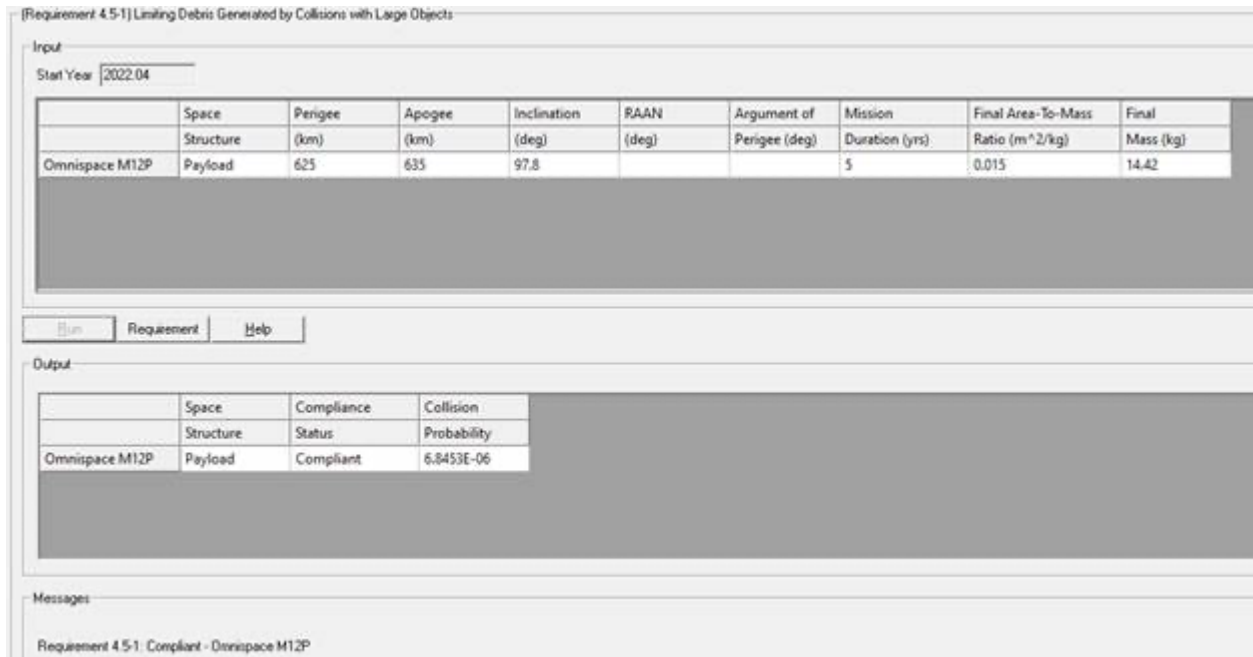 [Requirement 4.5-1] Limiting Debris Generated by Collisions with Large Objects
Input
Start Year 2022.04
Space Perigee Apogee Inclination RAAN Argument of Mission Final Area-To-Mass Final
Structure (km) (km) (deg) (deg) Perigee (deg) Duration (yrs) Ratio (m^2/kg) Mass (kg)
Omnispace M12P Payload 625 635 97.8 5 0.015 14.42
Run Requirement Help
Output
Space Compliance Collision
Structure Status Probability
Omnispace M12P Payload Compliant 6.8453E-06
Messages
Requirement 4.5-1: Compliant - Omnispace M12P